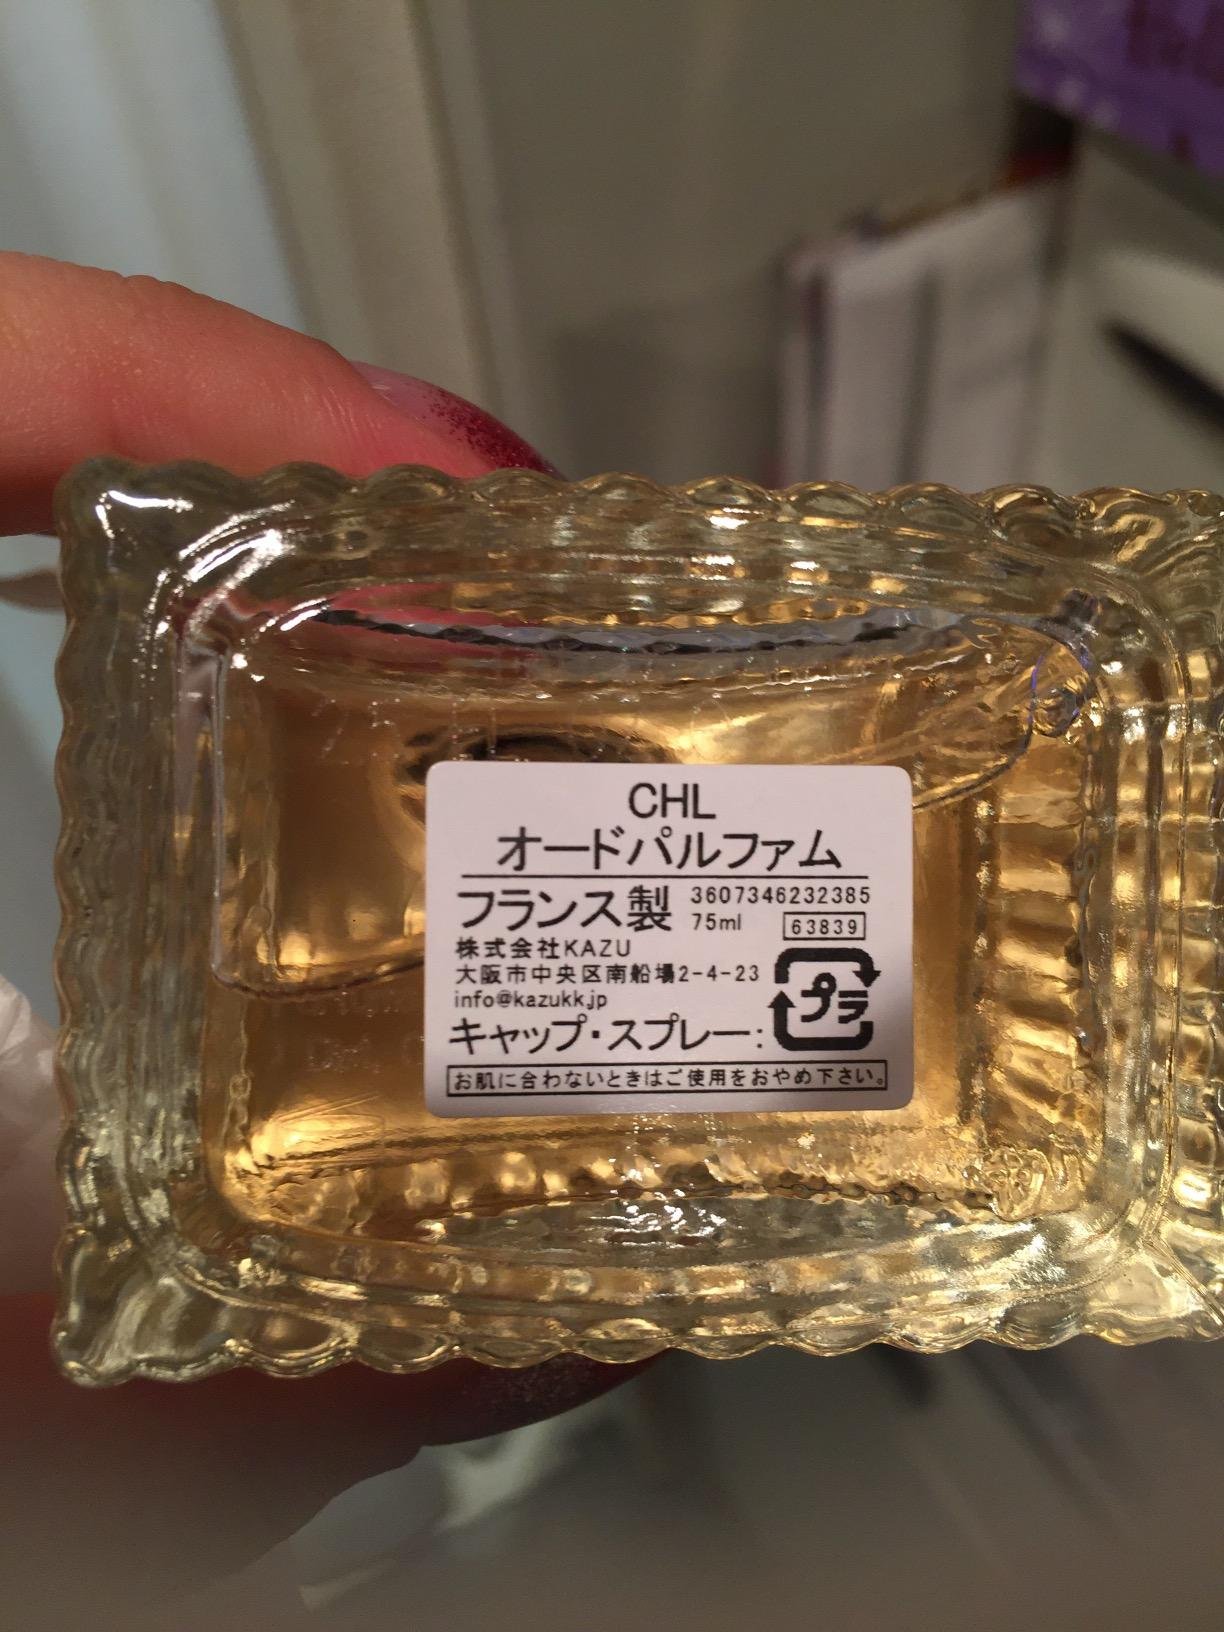 CHL
オードパルファム
フランス製 3607346232385
75ml 63839
株式会社KAZU
大阪市中央区南船場2-4-23
info@kazukk.jp
キャップ・スプレー: プラ
お肌に合わないときはご使用をおやめ下さい。